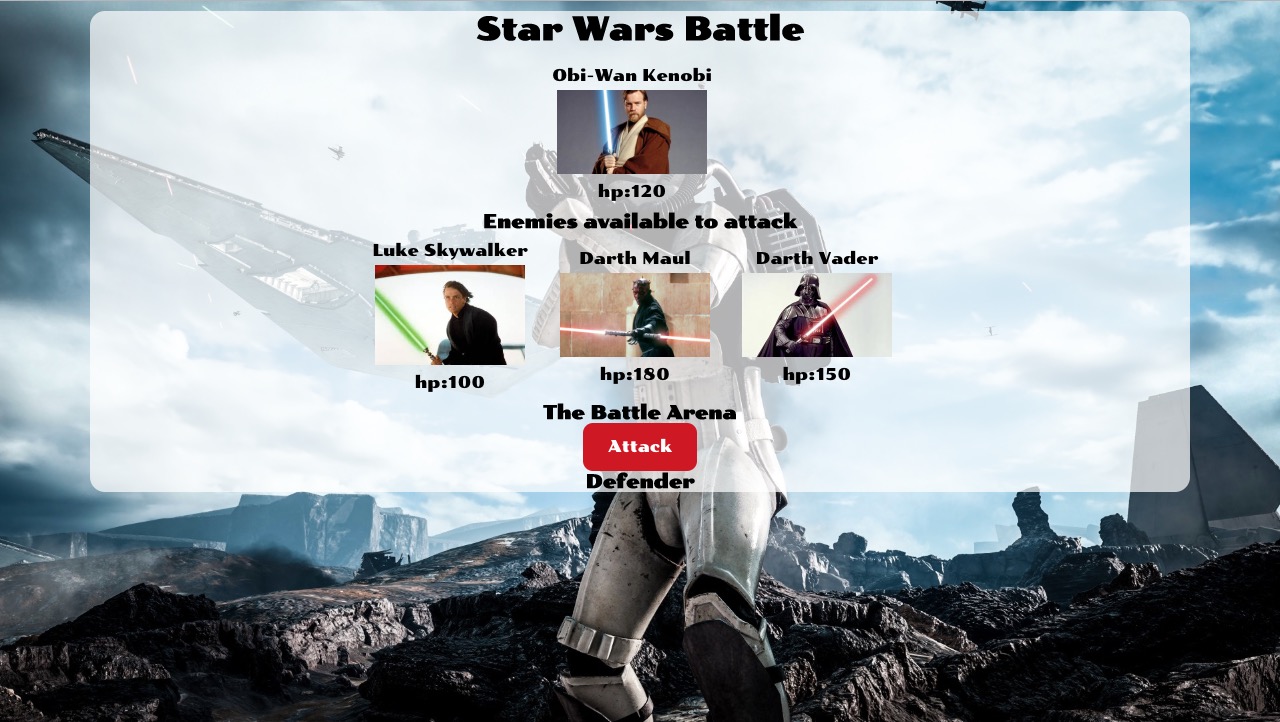 Star Wars Battle
Obi-Wan Kenobi
hp:120
Enemies available to attack
Luke Skywalker
hp:100
Darth Maul
hp:180
Darth Vader
hp:150
The Battle Arena
Attack
Defender